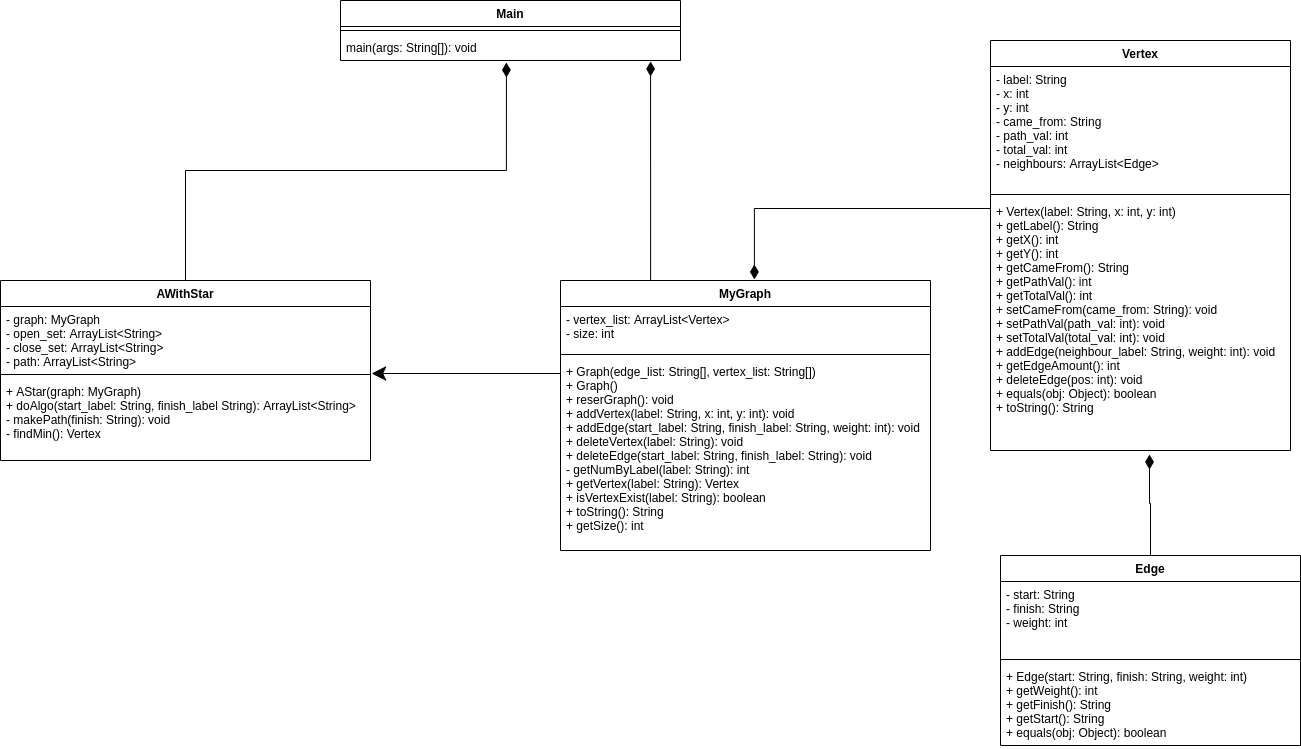 Main
main(args: String[]): void
Vertex
- label: String
- x: int
- y: int
- came_from: String
- path_val: int
- total_val: int
- neighbours: ArrayList<Edge>
+ Vertex(label: String, x: int, y: int)
+ getLabel(): String
+ getX(): int
+ getY(): int
+ getCameFrom(): String
+ getPathVal(): int
+ getTotalVal(): int
+ setCameFrom(came_from: String): void
+ setPathVal(path_val: int): void
+ setTotalVal(total_val: int): void
+ addEdge(neighbour_label: String, weight: int): void
+ getEdgeAmount(): int
+ deleteEdge(pos: int): void
+ equals(obj: Object): boolean
+ toString(): String
AWithStar
- graph: MyGraph
- open_set: ArrayList<String>
- close_set: ArrayList<String>
- path: ArrayList<String>
+ AStar(graph: MyGraph)
+ doAlgo(start_label: String, finish_label String): ArrayList<String>
- makePath(finish: String): void
- findMin(): Vertex
MyGraph
- vertex_list: ArrayList<Vertex>
- size: int
+ Graph(edge_list: String[], vertex_list: String[])
+ Graph()
+ reserGraph(): void
+ addVertex(label: String, x: int, y: int): void
+ addEdge(start_label: String, finish_label: String, weight: int): void
+ deleteVertex(label: String): void
+ deleteEdge(start_label: String, finish_label: String): void
- getNumByLabel(label: String): int
+ getVertex(label: String): Vertex
+ isVertexExist(label: String): boolean
+ toString(): String
+ getSize(): int
Edge
- start: String
- finish: String
- weight: int
+ Edge(start: String, finish: String, weight: int)
+ getWeight(): int
+ getFinish(): String
+ getStart(): String
+ equals(obj: Object): boolean